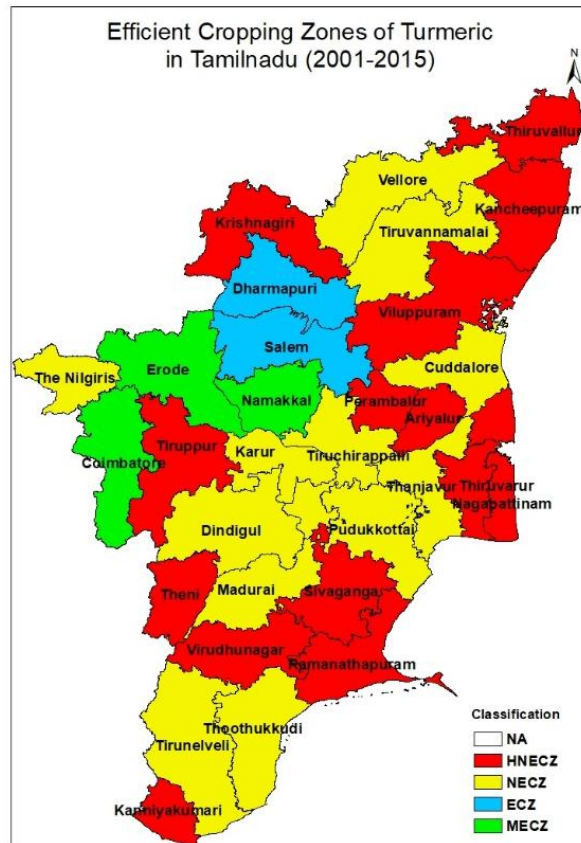 Efficient Cropping Zones of Turmeric
in Tamilnadu (2001-2015)
N
Thiruvallur
Vellore
Kancheepuram
Krishnagiri
Tiruvannamalai
Dharmapuri
Viluppuram
Salem
Cuddalore
Erode
The Nilgiris
Namakkal
Perambalur
Ariyalur
Tiruppur
Karur
Tiruchirappalli
Coimbatore
Thanjavur
Thiruvarur
Nagapattinam
Dindigul
Pudukkottai
Madurai
Theni
Sivaganga
Virudhunagar
Ramanathapuram
Thoothukkudi
Tirunelveli
Kanniyakumari
Classification
NA
HNECZ
NECZ
ECZ
MECZ